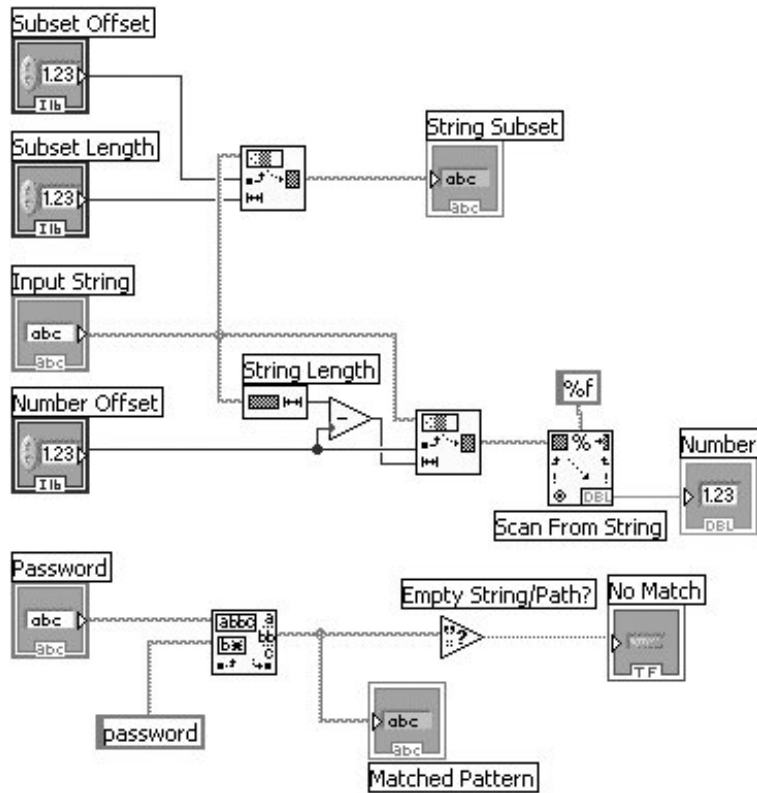 Subset Offset
1.23
I16
Subset Length
1.23
I16
String Subset
abc
abc
Input String
abc
abc
String Length
Number Offset
1.23
I16
%f
%
DBL
Scan From String
Number
1.23
DBL
Password
abc
abc
abbc
a
bb
c
b*
password
Empty String/Path?
"?
No Match
TF
abc
abc
Matched Pattern